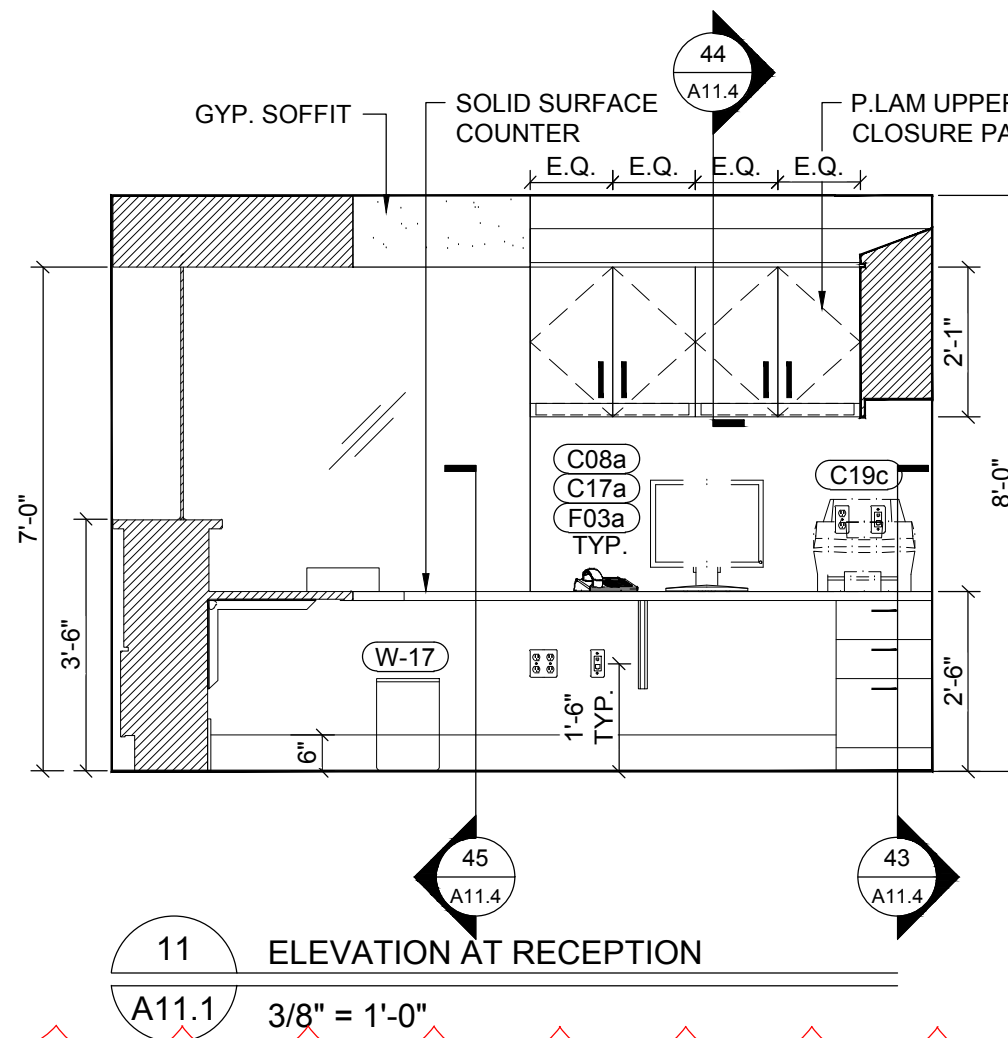 44
A11.4
GYP. SOFFIT
SOLID SURFACE
COUNTER
P.LAM UPPER
CLOSURE PA
E.Q.
E.Q.
E.Q.
E.Q.
7'-0"
3'-6"
2'-1"
8'-0"
C08a
C17a
F03a
TYP.
C19c
W-17
6"
1'-6"
TYP.
2'-6"
45
A11.4
43
A11.4
11
A11.1
ELEVATION AT RECEPTION
3/8" = 1'-0"